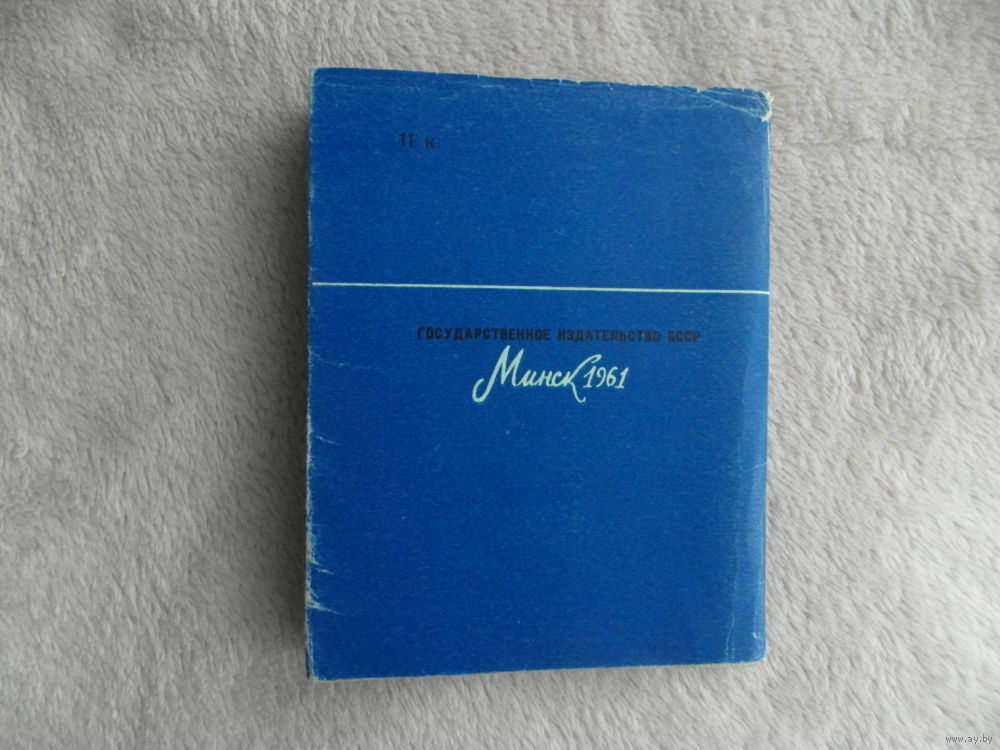 11 к
ГОСУДАРСТВЕННОЕ ИЗДАТЕЛЬСТВО БССР
Минск 1961
www.ay.by